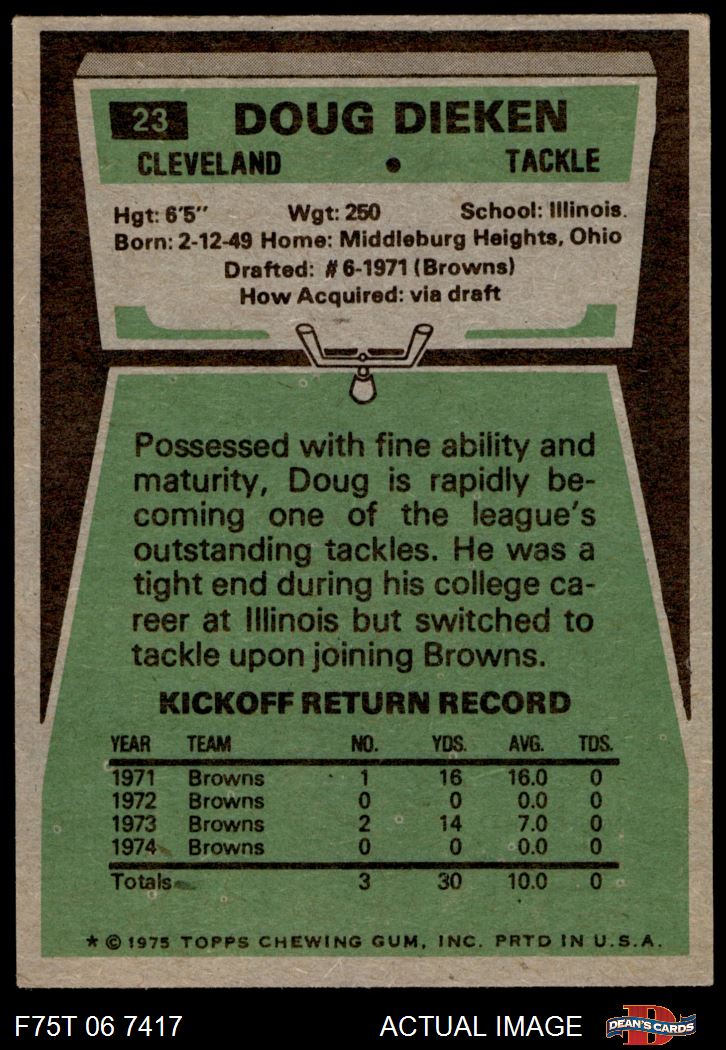 23 DOUG DIEKEN
CLEVELAND • TACKLE
Hgt: 6'5" Wgt: 250 School: Illinois.
Born: 2-12-49 Home: Middleburg Heights, Ohio
Drafted: #6-1971 (Browns)
How Acquired: via draft
Possessed with fine ability and
maturity, Doug is rapidly be-
coming one of the league's
outstanding tackles. He was a
tight end during his college ca-
reer at Illinois but switched to
tackle upon joining Browns.
KICKOFF RETURN RECORD
YEAR TEAM NO. YDS. AVG. TDS.
1971 Browns 1 16 16.0 0
1972 Browns 0 0 0.0 0
1973 Browns 2 14 7.0 0
1974 Browns 0 0 0.0 0
Totals 3 30 10.0 0
* © 1975 TOPPS CHEWING GUM, INC. PRTD IN U.S.A.
F75T 06 7417 ACTUAL IMAGE D DEAN'S CARDS